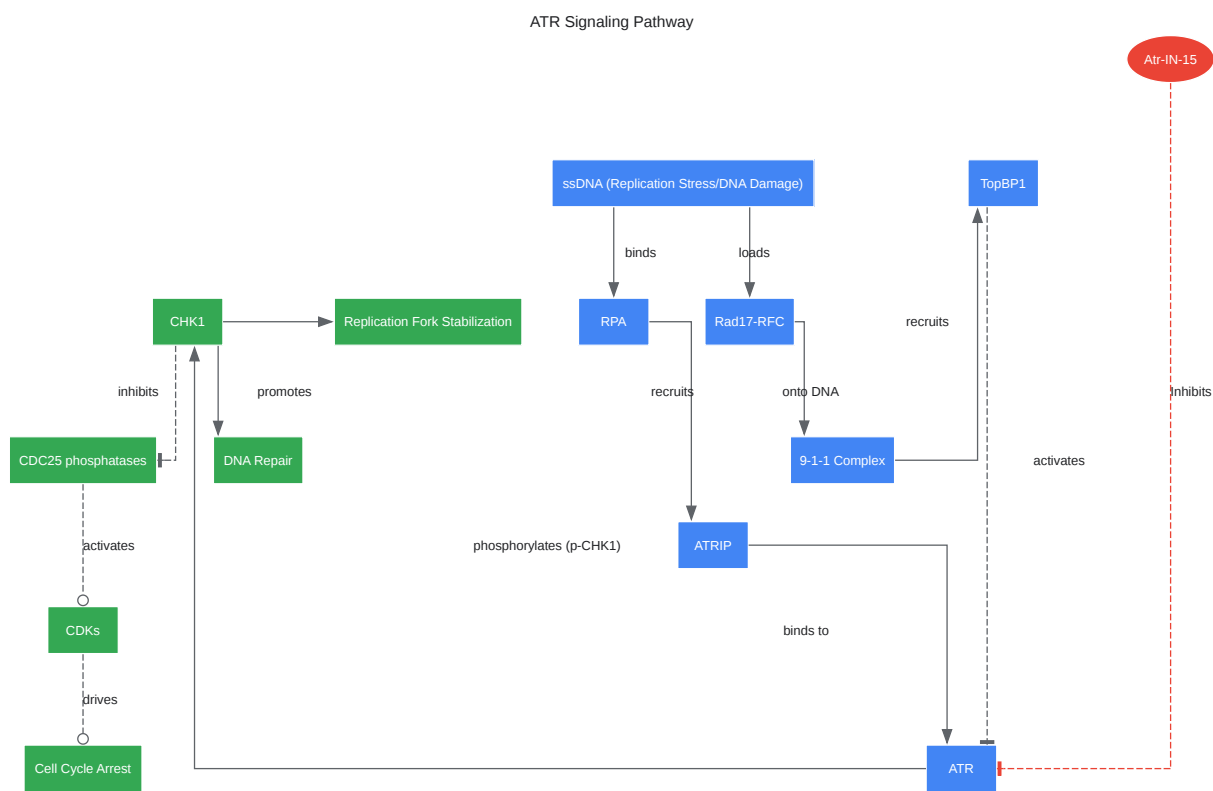 ATR Signaling Pathway
Atr-IN-15
ssDNA (Replication Stress/DNA Damage)
TopBP1
binds
loads
CHK1
Replication Fork Stabilization
RPA
Rad17-RFC
recruits
inhibits
promotes
recruits
onto DNA
Inhibits
CDC25 phosphatases
DNA Repair
9-1-1 Complex
activates
activates
phosphorylates (p-CHK1)
ATRIP
CDKs
binds to
drives
Cell Cycle Arrest
ATR